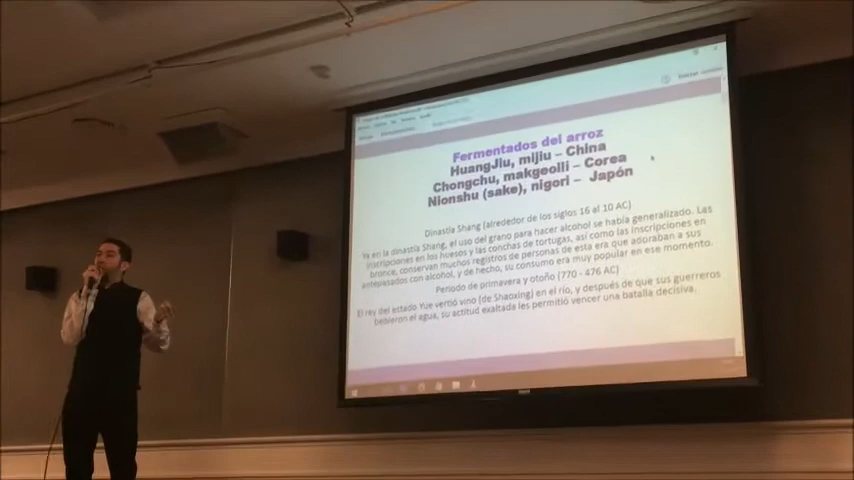 Fermentados del arroz
HuangJiu, mijiu – China
Chongchu, makgeolli – Corea
Nionshu (sake), nigori – Japón
Dinastía Shang (alrededor de los siglos 16 al 10 AC)
Ya en la dinastía Shang, el uso del grano para hacer alcohol se había generalizado. Las
inscripciones en los huesos y las conchas de tortugas, así como las inscripciones en
bronce, conservan muchos registros de personas de esta era que adoraban a sus
antepasados con alcohol y, de hecho, su consumo era muy popular en ese momento.
Periodo de primavera y otoño (770 - 476 AC)
El rey del estado Yue vertió vino (de Shaoxing) en el río, y después de que sus guerreros
bebieron el agua, su actitud exaltada les permitió vencer una batalla decisiva.